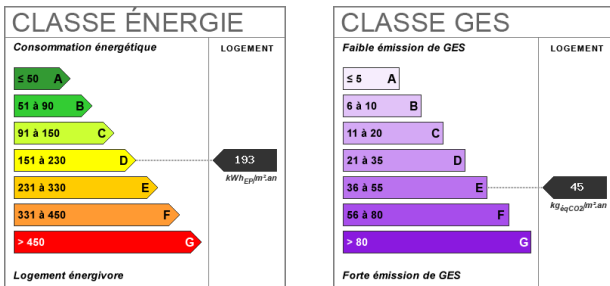 CLASSE ÉNERGIE
Consommation énergétique
LOGEMENT
≤ 50 A
51 à 90 B
91 à 150 C
151 à 230 D
193
kWhEP/m².an
231 à 330 E
331 à 450 F
> 450 G
Logement énergivore
CLASSE GES
Faible émission de GES
LOGEMENT
≤ 5 A
6 à 10 B
11 à 20 C
21 à 35 D
36 à 55 E
45
kgéqCO2/m².an
56 à 80 F
> 80 G
Forte émission de GES